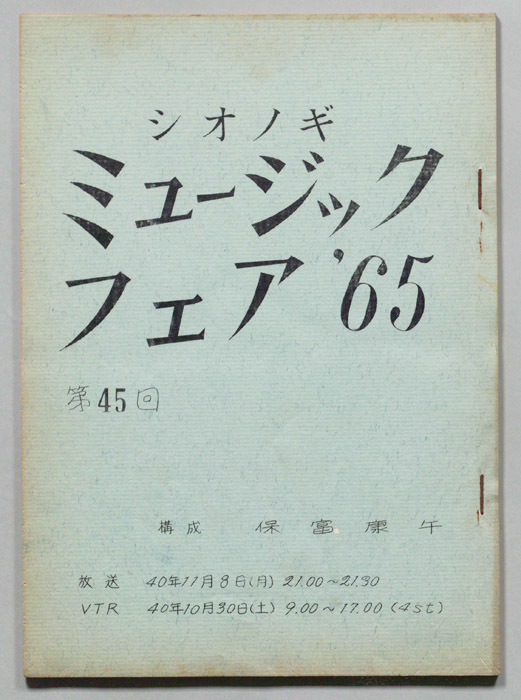 シオノギ
ミュージック
フェア '65
第45回
構成 保富康午
放送 40年11月8日(月) 21.00〜21.30
VTR 40年10月30日(土) 9.00〜17.00 (4st)